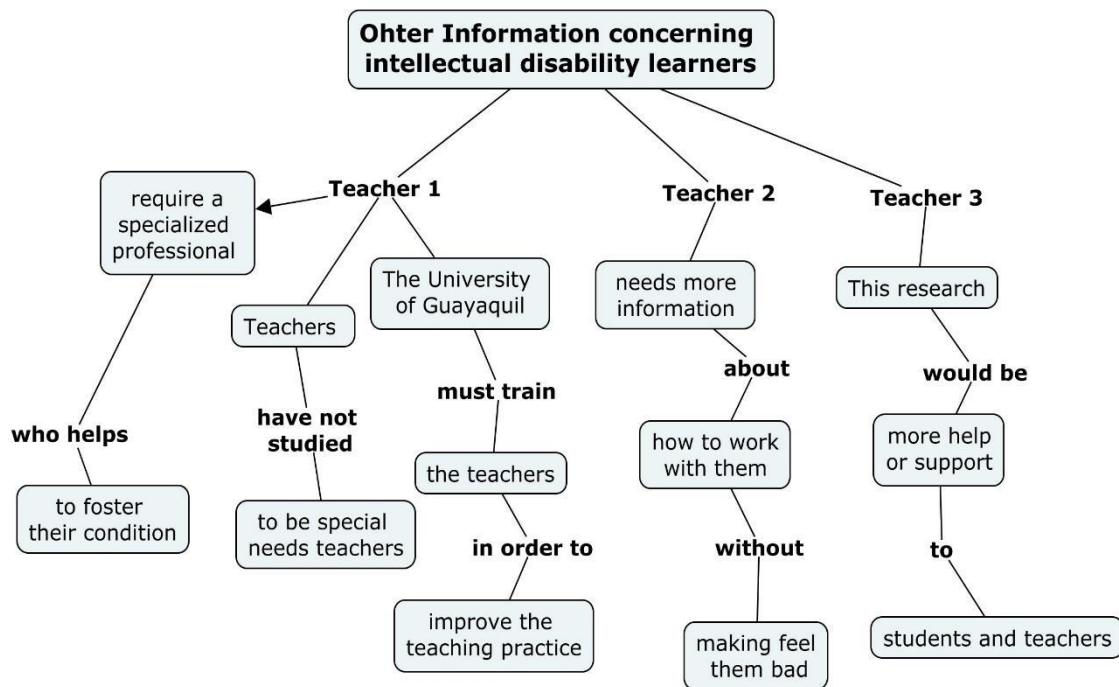 Ohter Information concerning
intellectual disability learners
Teacher 1
Teacher 2
Teacher 3
require a
specialized
professional
who helps
to foster
their condition
Teachers
have not
studied
to be special
needs teachers
The University
of Guayaquil
must train
the teachers
in order to
improve the
teaching practice
needs more
information
about
how to work
with them
without
making feel
them bad
This research
would be
more help
or support
to
students and teachers